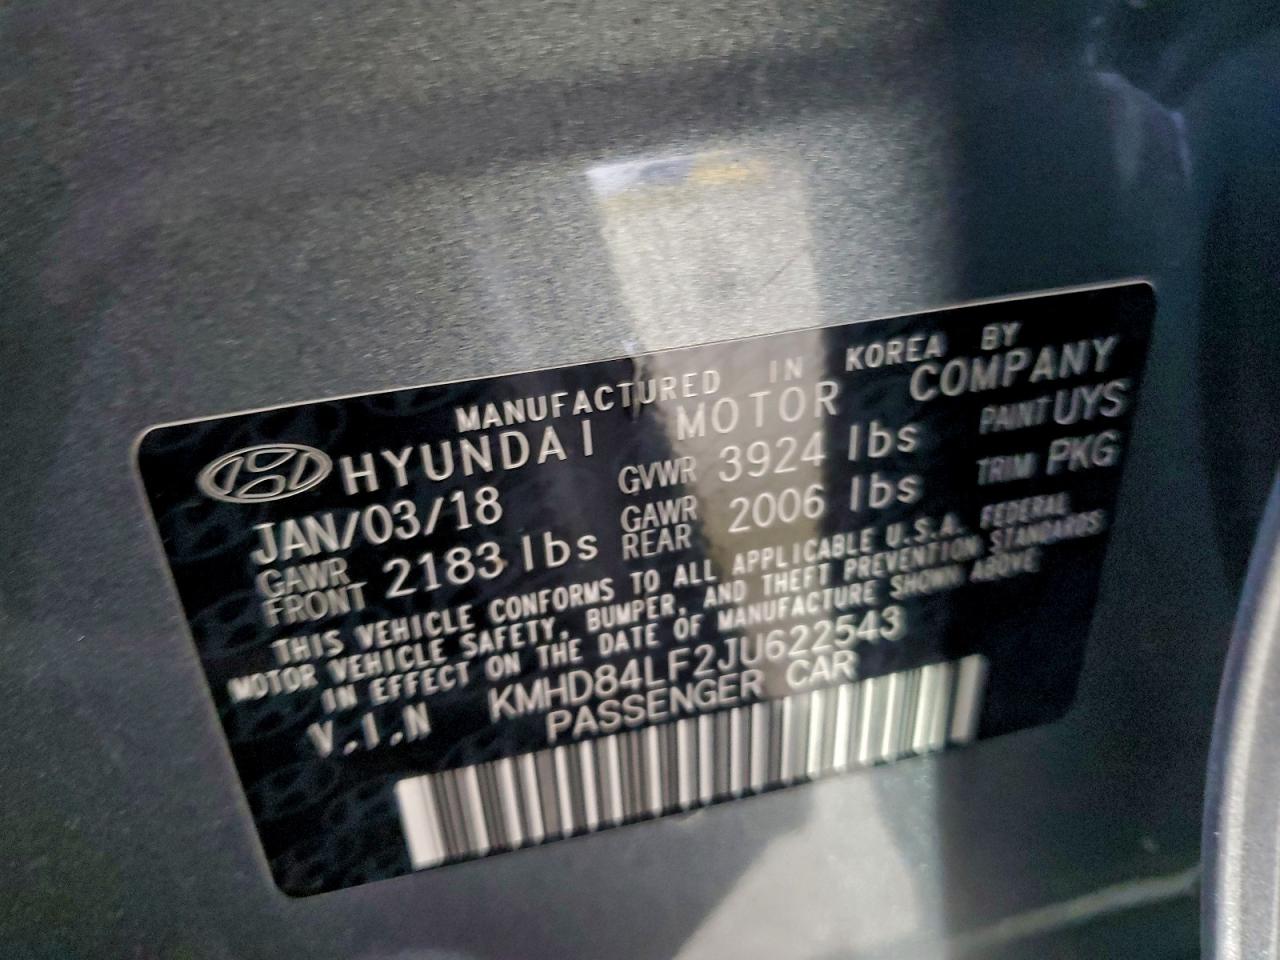 MANUFACTURED IN KOREA BY
HYUNDAI MOTOR COMPANY
JAN/03/18 GVWR 3924 lbs PAINT UYS
GAWR FRONT 2183 lbs GAWR REAR 2006 lbs TRIM PKG
THIS VEHICLE CONFORMS TO ALL APPLICABLE U.S.A. FEDERAL
MOTOR VEHICLE SAFETY, BUMPER, AND THEFT PREVENTION STANDARDS
IN EFFECT ON THE DATE OF MANUFACTURE SHOWN ABOVE
V.I.N KMHD84LF2JU622543
PASSENGER CAR